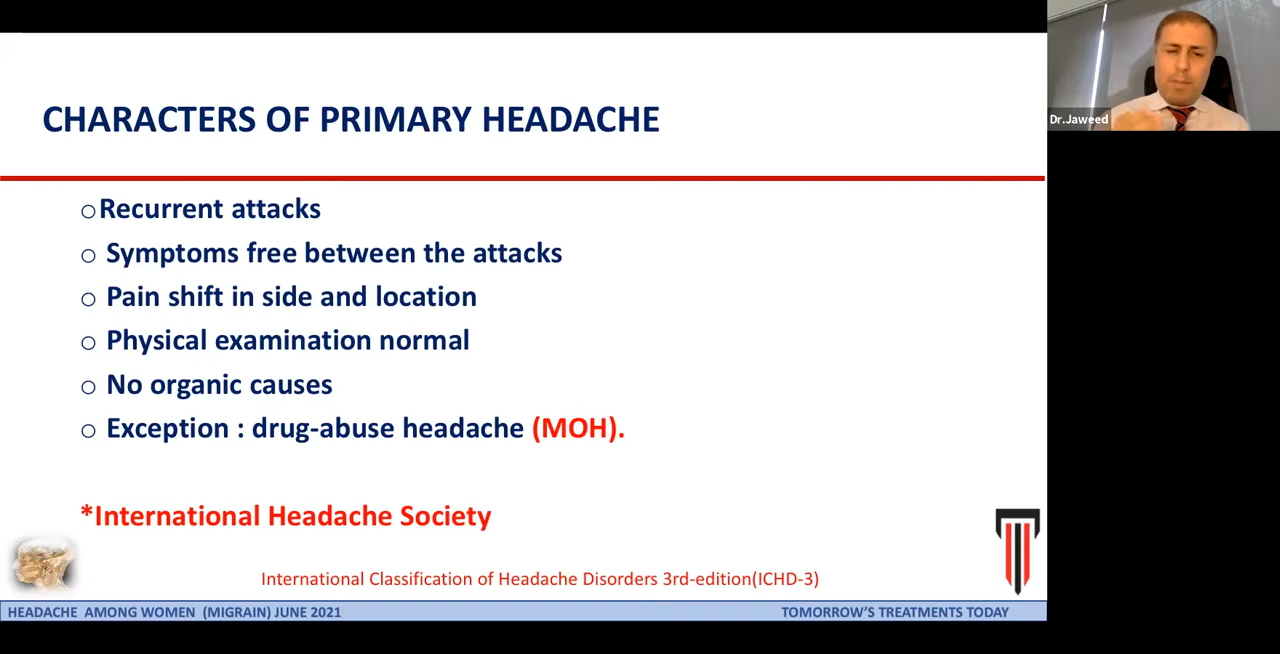 CHARACTERS OF PRIMARY HEADACHE
Dr.Jaweed
Recurrent attacks
Symptoms free between the attacks
Pain shift in side and location
Physical examination normal
No organic causes
Exception : drug-abuse headache (MOH).
*International Headache Society
International Classification of Headache Disorders 3rd-edition(ICHD-3)
HEADACHE AMONG WOMEN (MIGRAIN) JUNE 2021
TOMORROW'S TREATMENTS TODAY